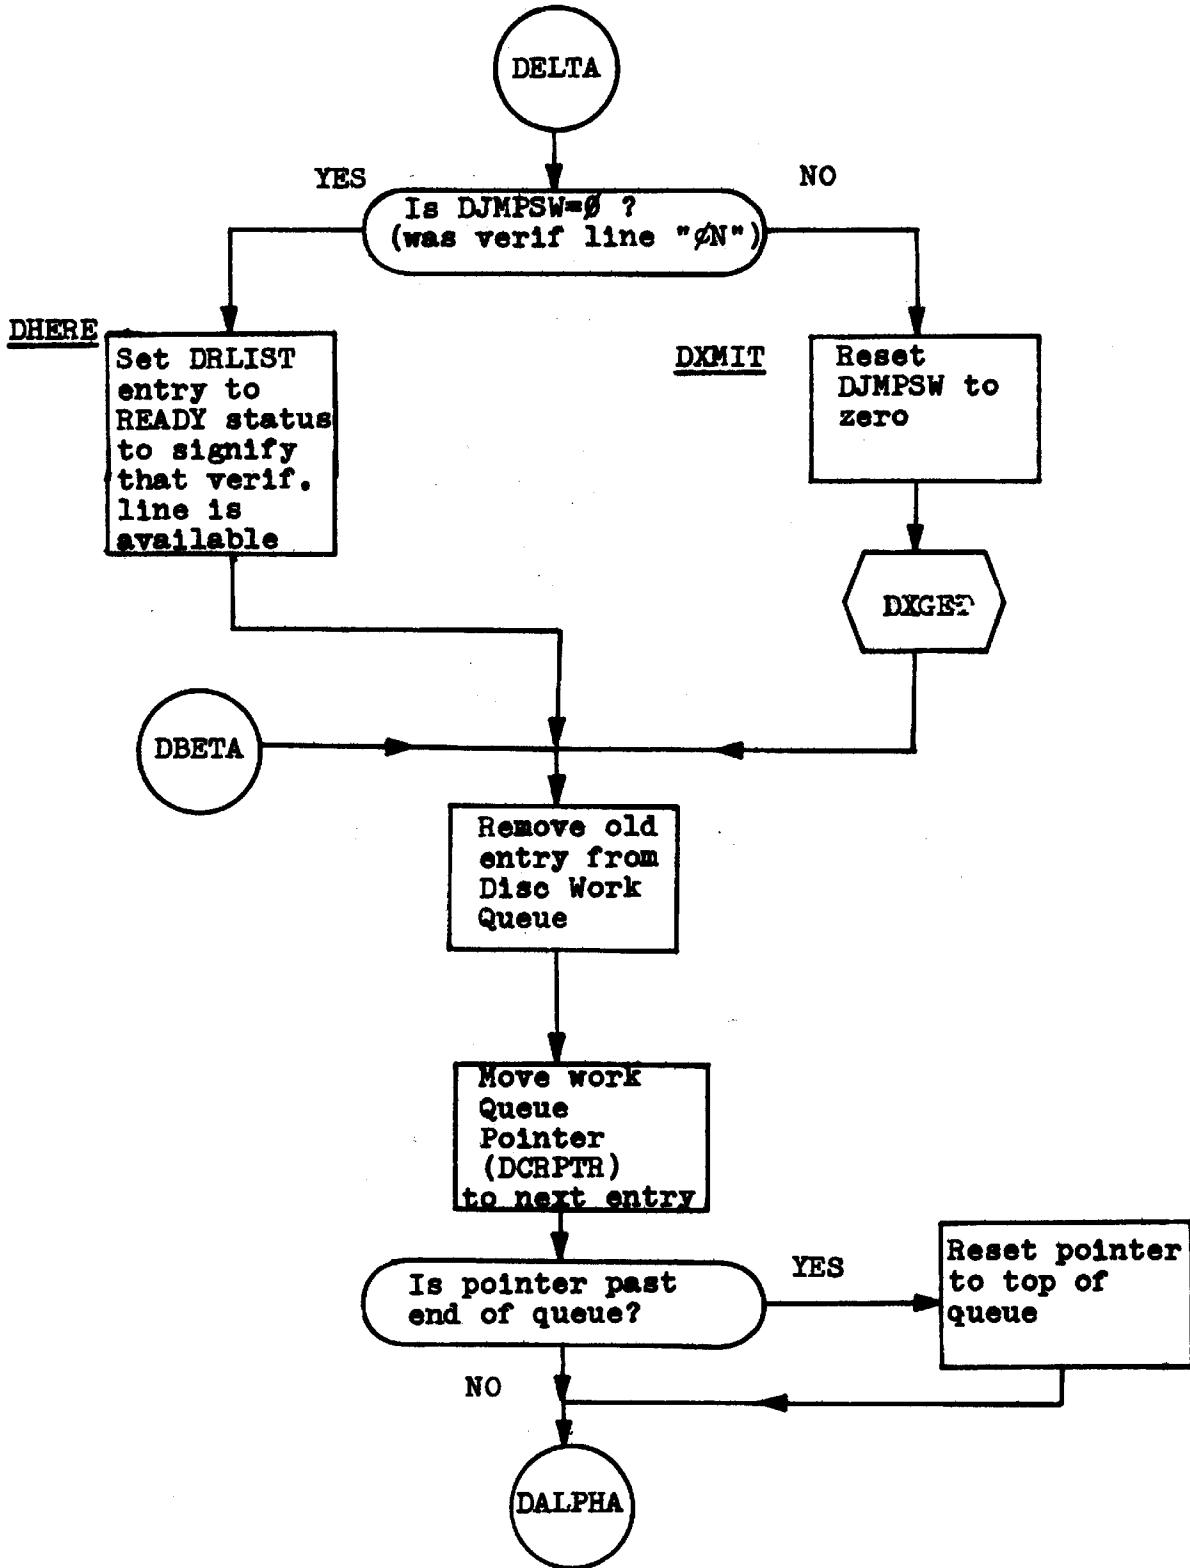 DELTA
YES
NO
Is DJMPSW=Ø ?
(was verif line "ØN")
DHERE
Set DRLIST
entry to
READY status
to signify
that verif.
line is
available
DXMIT
Reset
DJMPSW to
zero
DBETA
Remove old
entry from
Disc Work
Queue
Move work
Queue
Pointer
(DCRPTR)
to next entry
Is pointer past
end of queue?
YES
Reset pointer
to top of
queue
NO
DALPHA